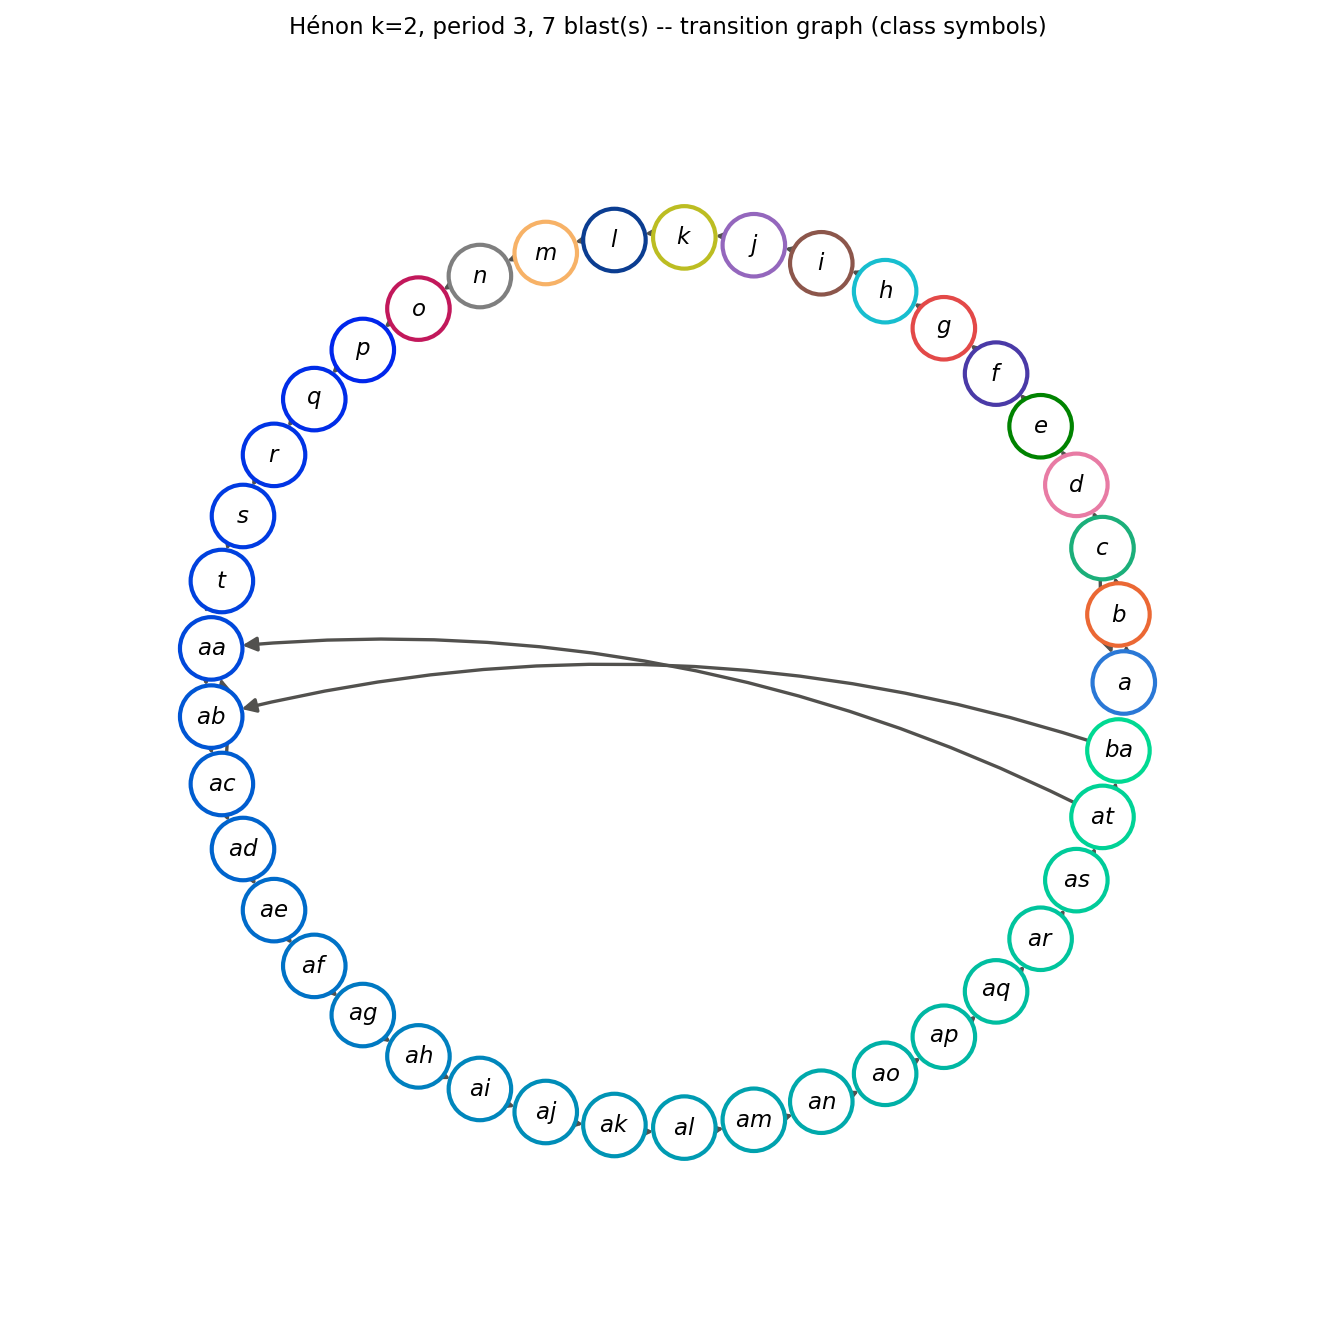 Hénon k=2, period 3, 7 blast(s) -- transition graph (class symbols)
k
l
j
m
i
n
h
o
g
p
f
q
e
r
d
s
c
t
b
aa
a
ab
ba
ac
at
ad
as
ae
ar
af
aq
ag
ap
ah
ao
ai
an
aj
am
ak
al